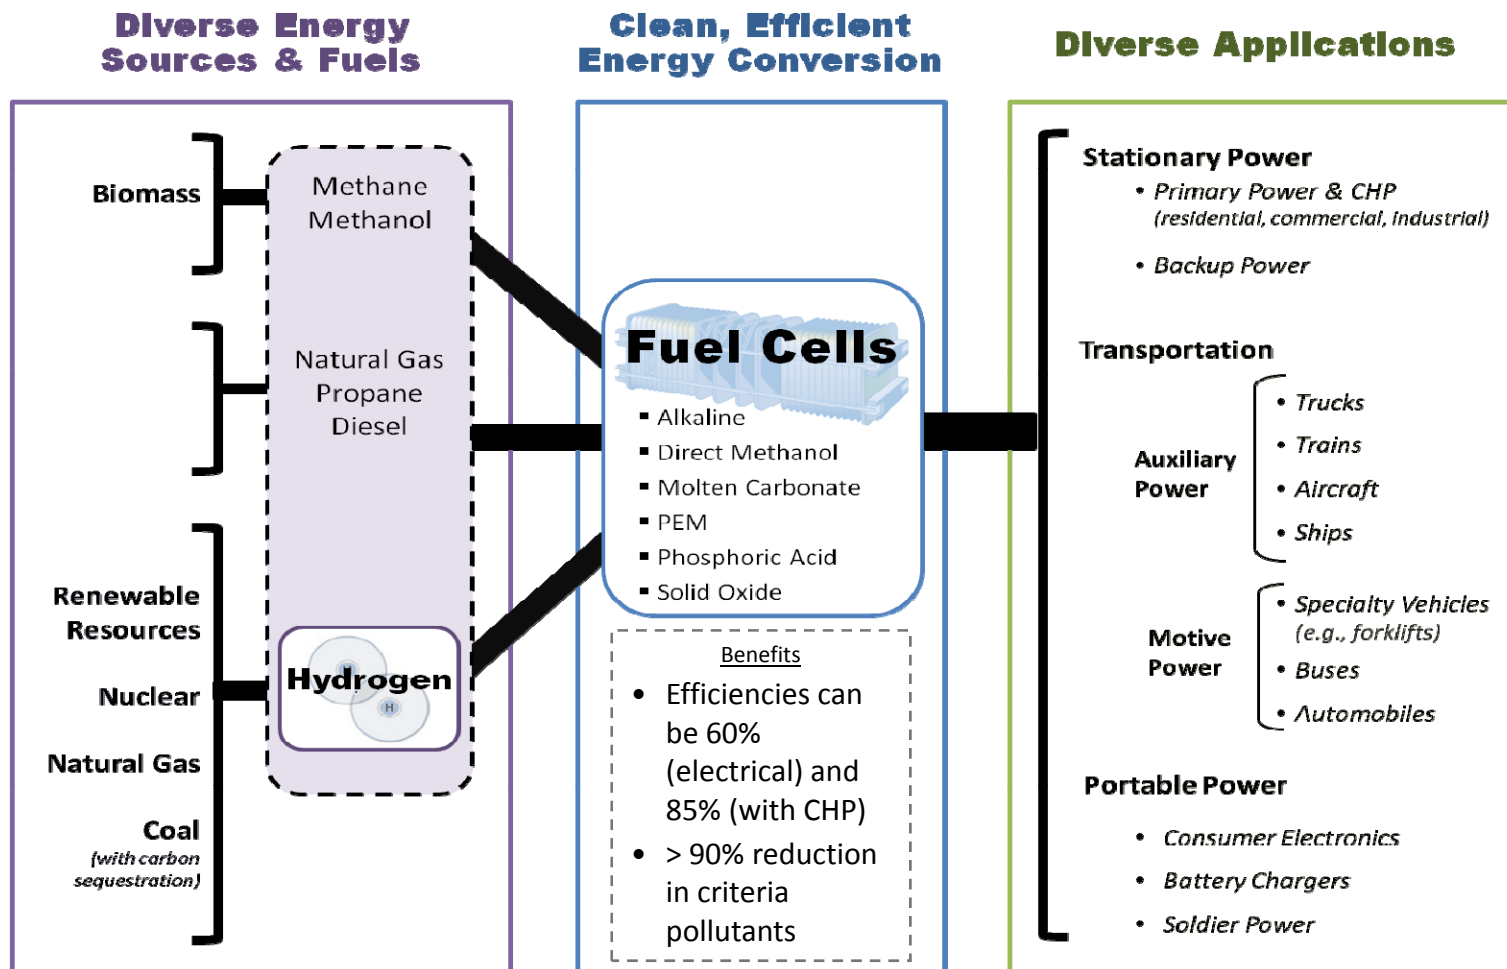 Diverse Energy
Sources & Fuels
Clean, Efficient
Energy Conversion
Diverse Applications
Biomass
Methane
Methanol
Natural Gas
Propane
Diesel
Renewable
Resources
Nuclear
Natural Gas
Coal
(with carbon
sequestration)
H
Hydrogen
H
Fuel Cells
▪ Alkaline
▪ Direct Methanol
▪ Molten Carbonate
▪ PEM
▪ Phosphoric Acid
▪ Solid Oxide
Benefits
• Efficiencies can
be 60%
(electrical) and
85% (with CHP)
• > 90% reduction
in criteria
pollutants
Stationary Power
• Primary Power & CHP
(residential, commercial, industrial)
• Backup Power
Transportation
Auxiliary
Power
• Trucks
• Trains
• Aircraft
• Ships
Motive
Power
• Specialty Vehicles
(e.g., forklifts)
• Buses
• Automobiles
Portable Power
• Consumer Electronics
• Battery Chargers
• Soldier Power